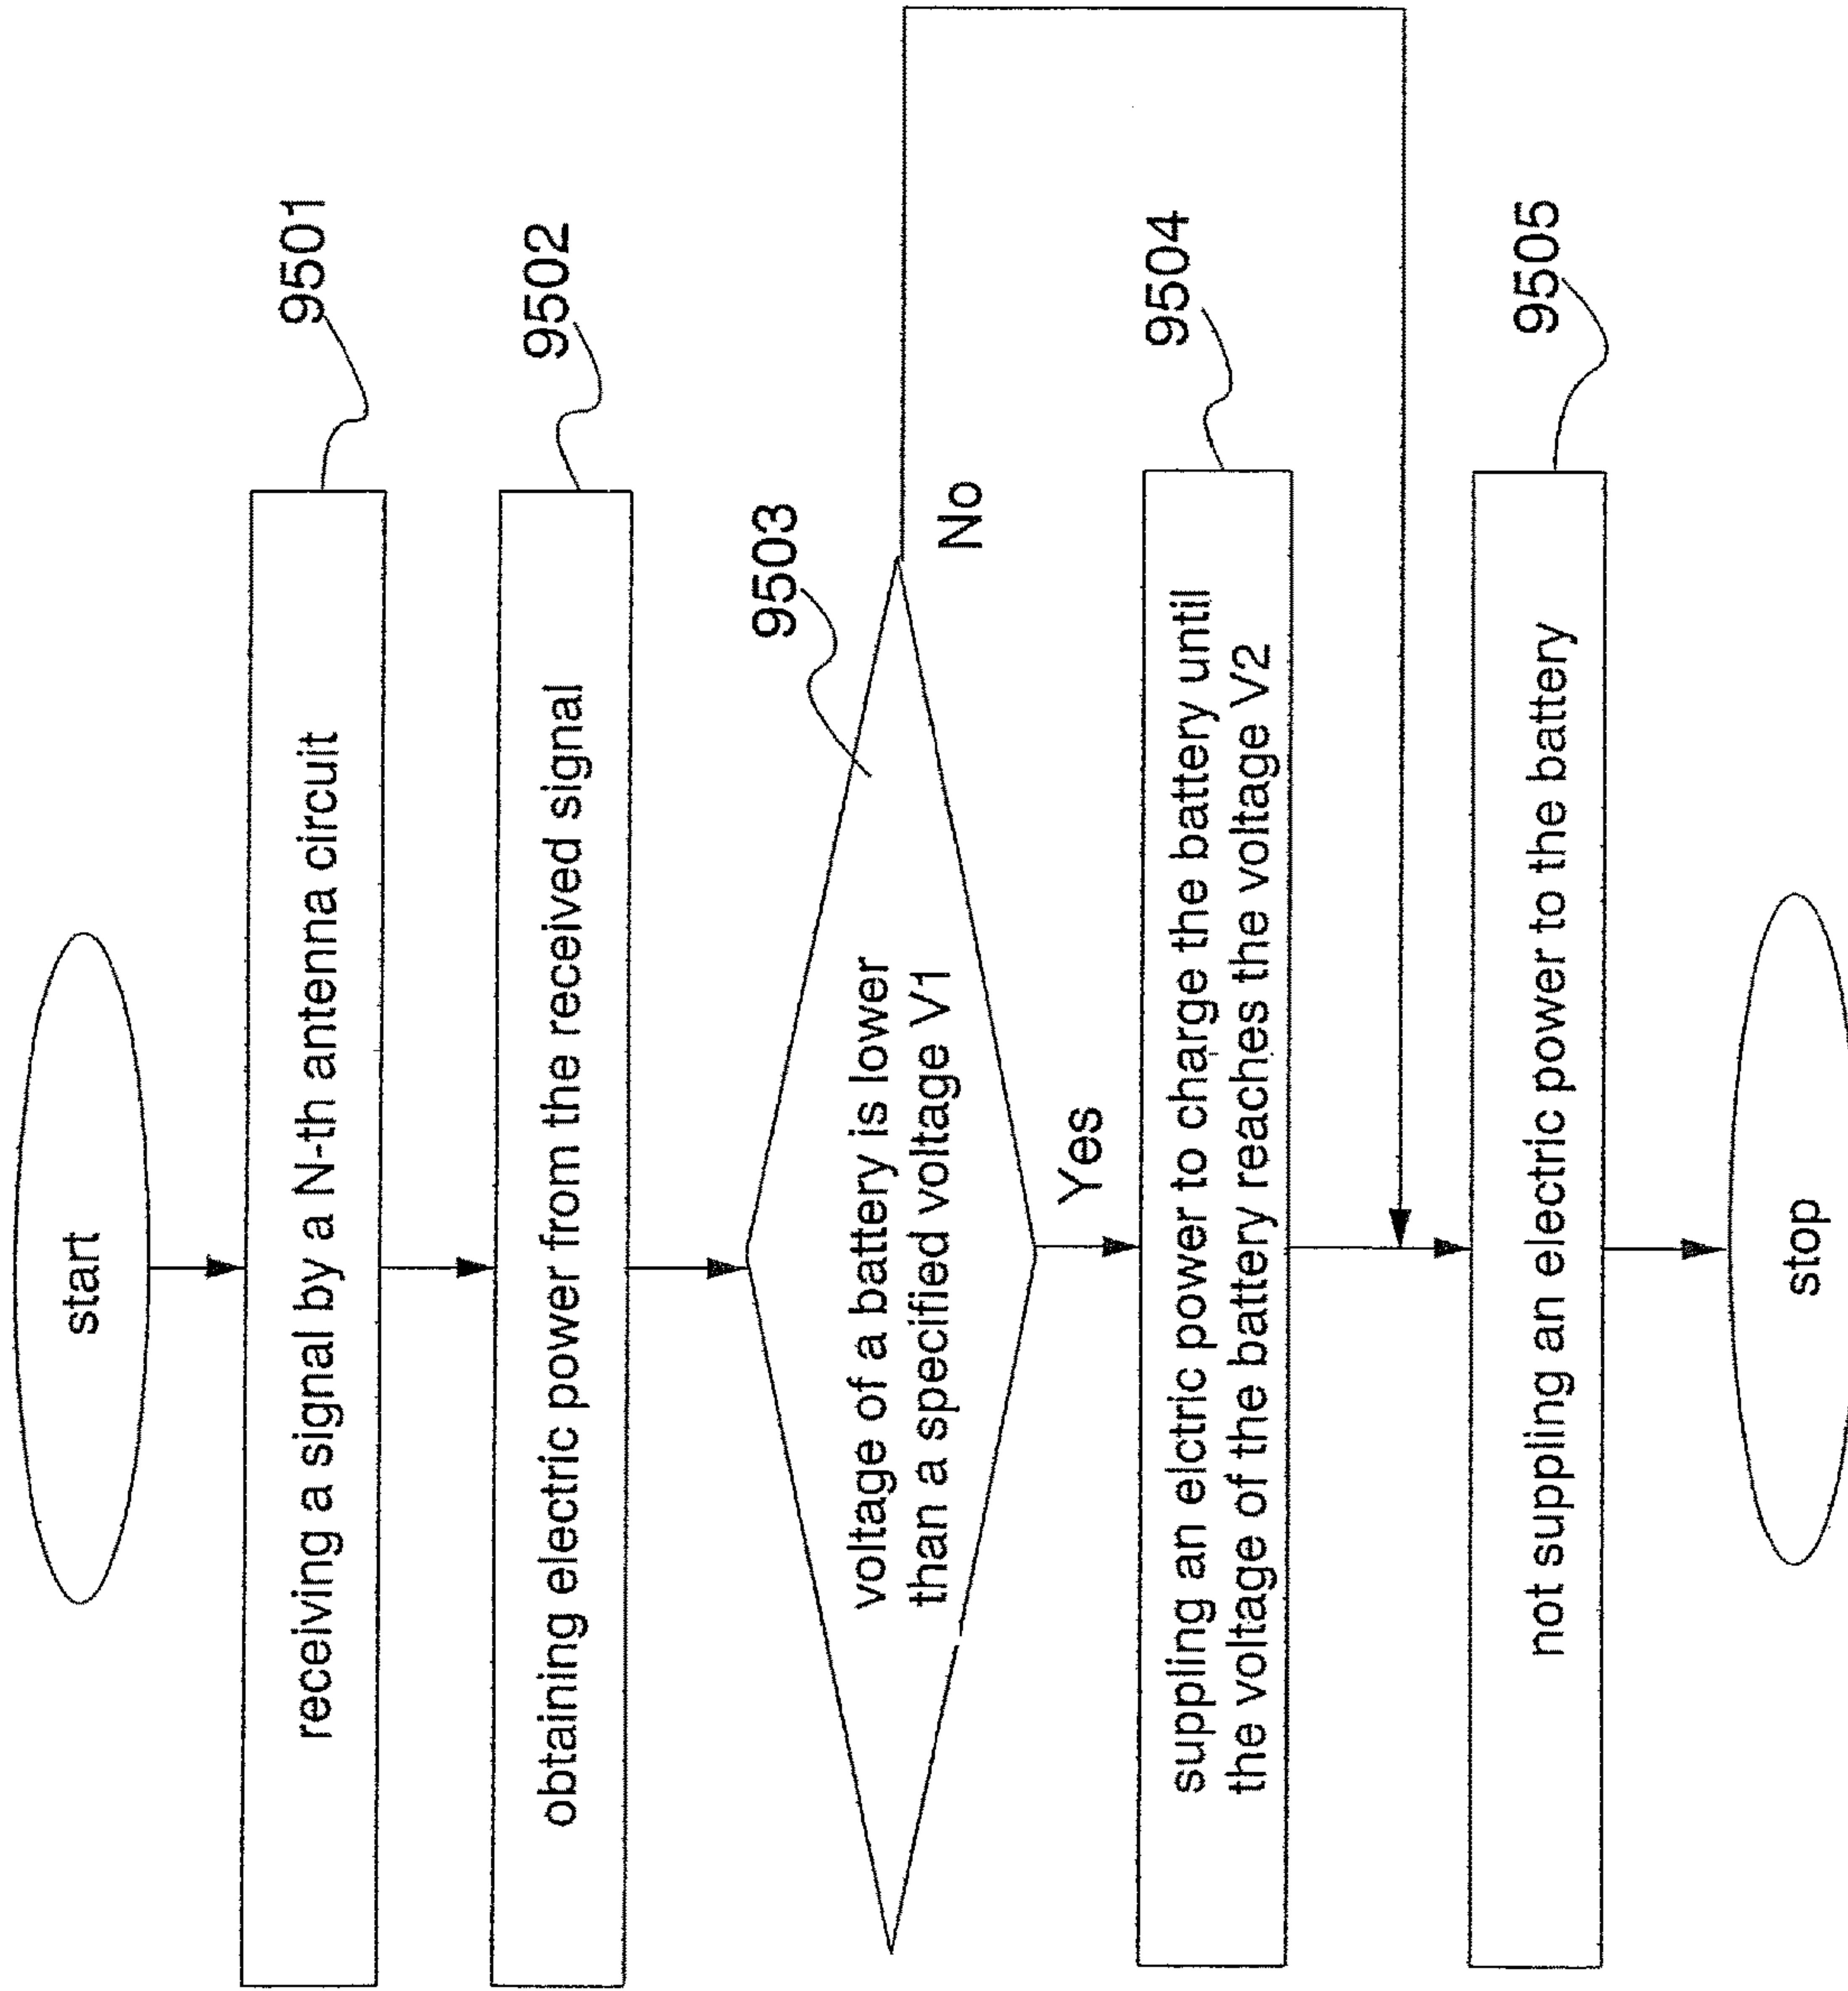 start
receiving a signal by a N-th antenna circuit
9501
obtaining electric power from the received signal
9502
voltage of a battery is lower
than a specified voltage V1
9503
No
Yes
suppling an elctric power to charge the battery until
the voltage of the battery reaches the voltage V2
9504
not suppling an electric power to the battery
9505
stop